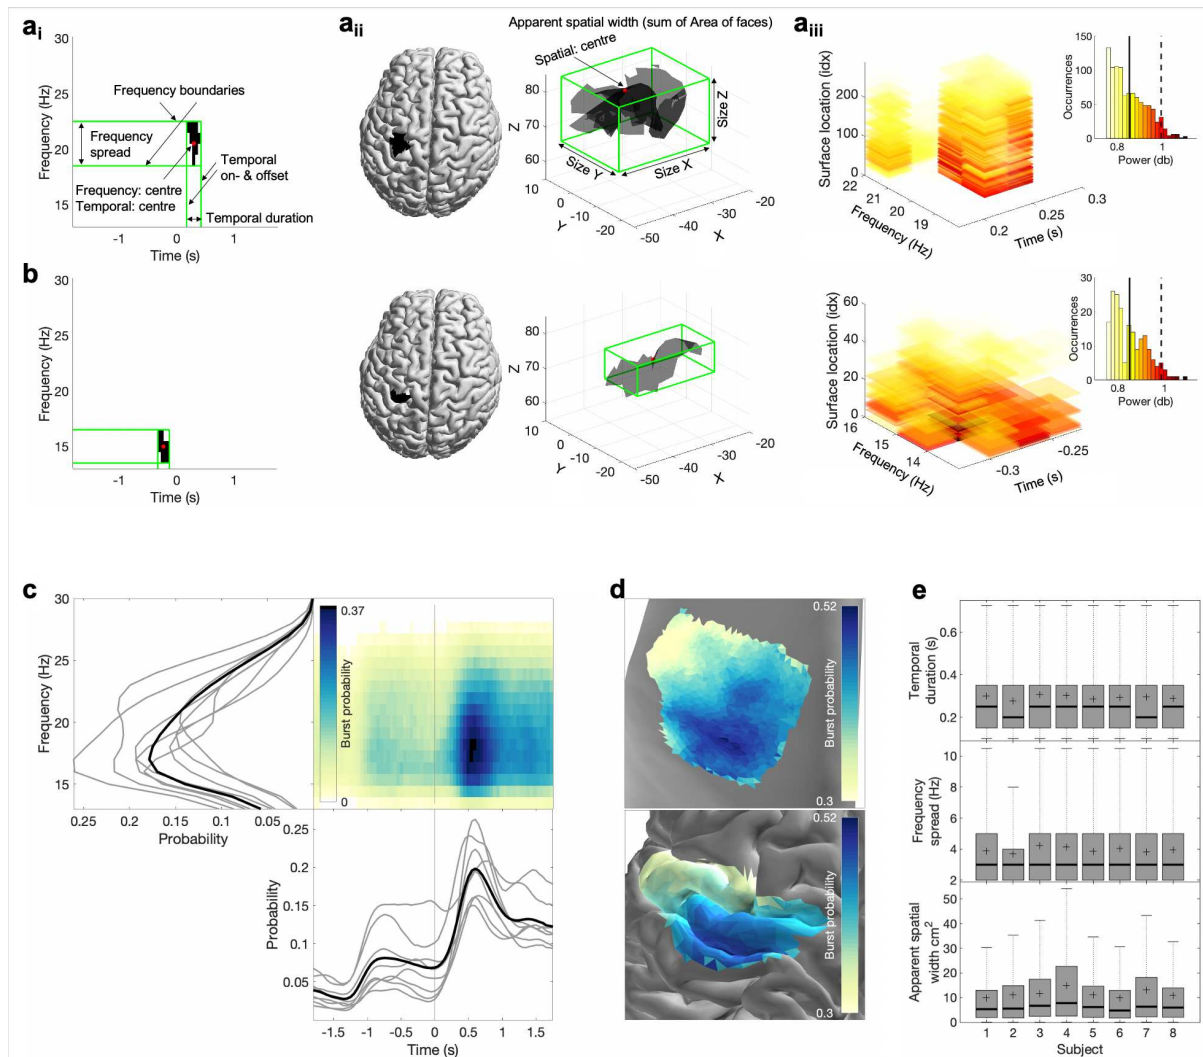 ai
aii
aiii
30
25
20
15
Frequency (Hz)
Frequency boundaries
Frequency
spread
Frequency: centre
Temporal: centre
Temporal
on- & offset
Temporal duration
-1
0
1
Time (s)
Apparent spatial width (sum of Area of faces)
Spatial: centre
80
70
60
Z
Size Z
Size Y
Size X
10
0
-10
-20
Y
-50
-40
-30
-20
X
Surface location (idx)
200
100
0
22
21
20
19
Frequency (Hz)
0.2
0.25
0.3
Time (s)
150
100
50
0
Occurrences
0.8
1
Power (db)
b
30
25
20
15
Frequency (Hz)
-1
0
1
Time (s)
80
70
60
Z
10
0
-10
-20
Y
-50
-40
-30
-20
X
Surface location (idx)
60
40
20
0
16
15
14
Frequency (Hz)
-0.3
-0.25
Time (s)
30
20
10
0
Occurrences
0.8
1
Power (db)
c
30
25
20
15
Frequency (Hz)
0.25
0.2
0.15
0.1
0.05
Probability
0.37
Burst probability
0
0.25
0.2
0.15
0.1
0.05
Probability
-1.5
-1
-0.5
0
0.5
1
1.5
Time (s)
d
0.52
Burst probability
0.3
0.52
Burst probability
0.3
e
Temporal
duration (s)
0.6
0.4
0.2
Frequency
spread (Hz)
10
8
6
4
2
Apparent spatial
width cm2
50
40
30
20
10
0
1
2
3
4
5
6
7
8
Subject